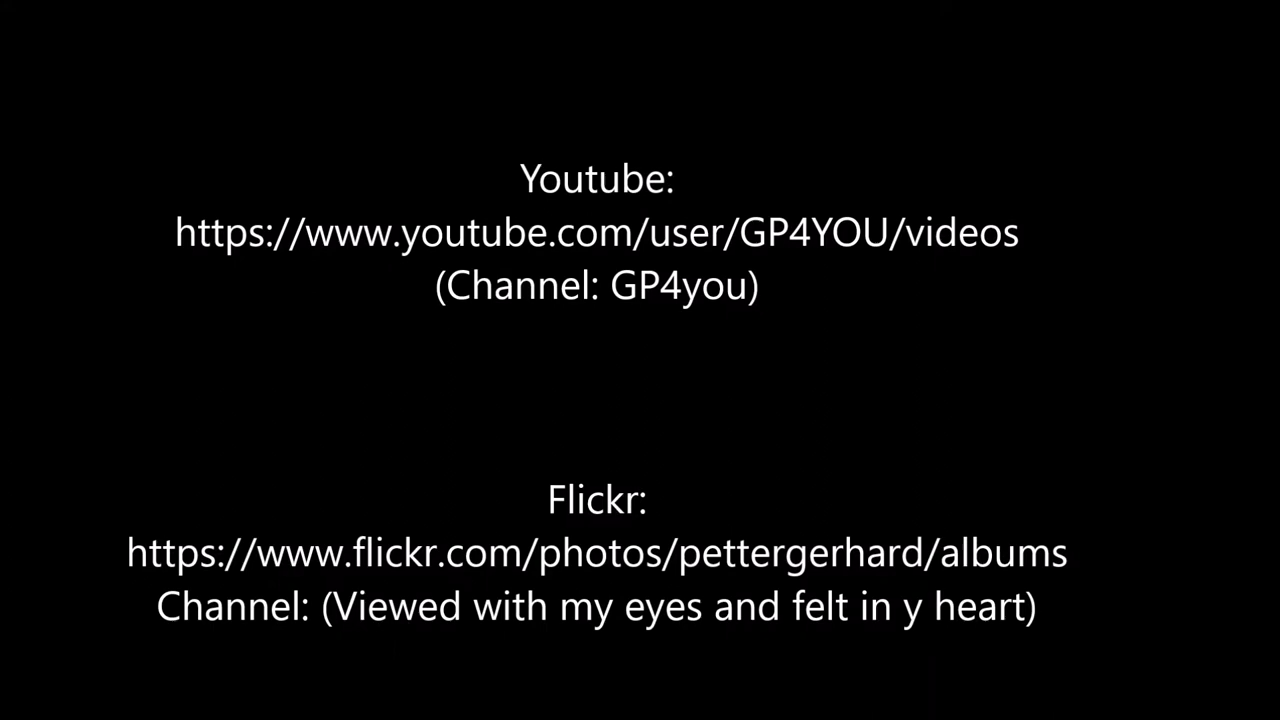 Youtube:
https://www.youtube.com/user/GP4YOU/videos
(Channel: GP4you)
Flickr:
https://www.flickr.com/photos/pettergerhard/albums
Channel: (Viewed with my eyes and felt in y heart)